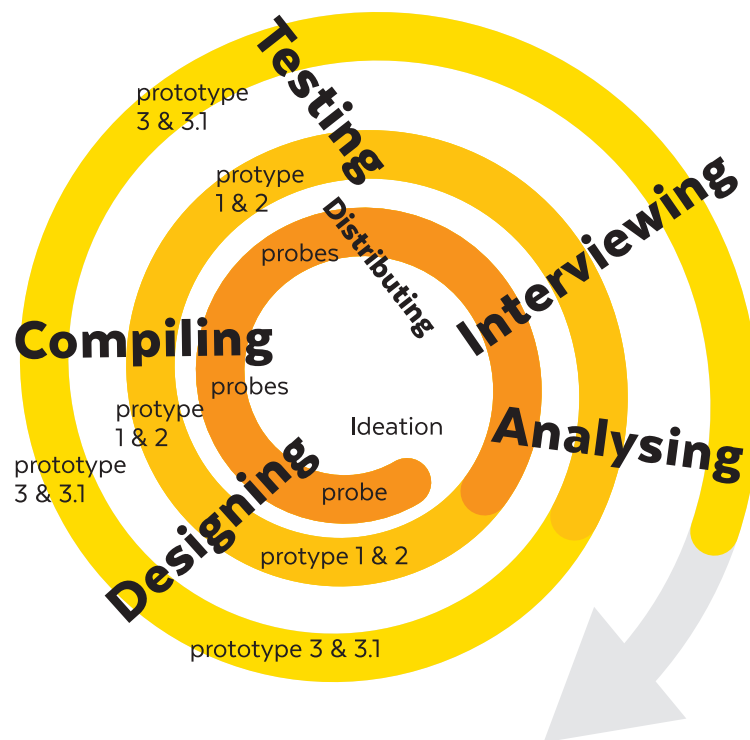 Testing
prototype
3 & 3.1
protype
1 & 2
Interviewing
Distributing
probes
Compiling
probes
protype
1 & 2
Ideation
Analysing
prototype
3 & 3.1
Designing
probe
protype 1 & 2
prototype 3 & 3.1